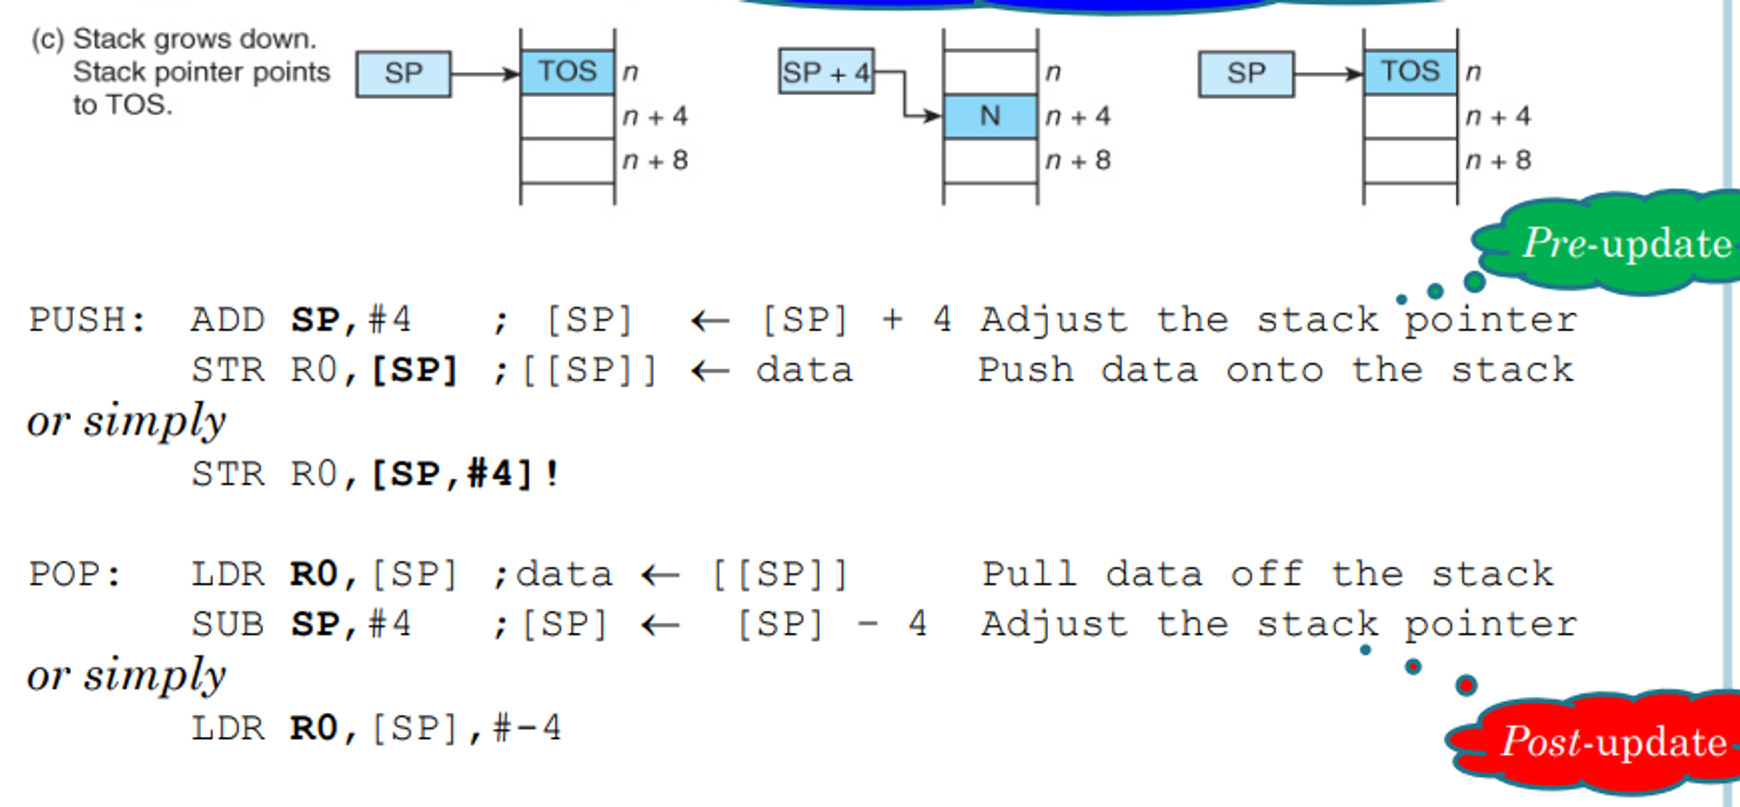 (c) Stack grows down.
Stack pointer points
to TOS.
SP TOS n
n + 4
n + 8
SP + 4 n
N n + 4
n + 8
SP TOS n
n + 4
n + 8
Pre-update
PUSH: ADD SP,#4 ; [SP] ← [SP] + 4 Adjust the stack pointer
STR R0,[SP] ;[[SP]] ← data Push data onto the stack
or simply
STR R0,[SP,#4]!
POP: LDR R0,[SP] ;data ← [[SP]] Pull data off the stack
SUB SP,#4 ;[SP] ← [SP] - 4 Adjust the stack pointer
or simply
LDR R0,[SP],#-4
Post-update